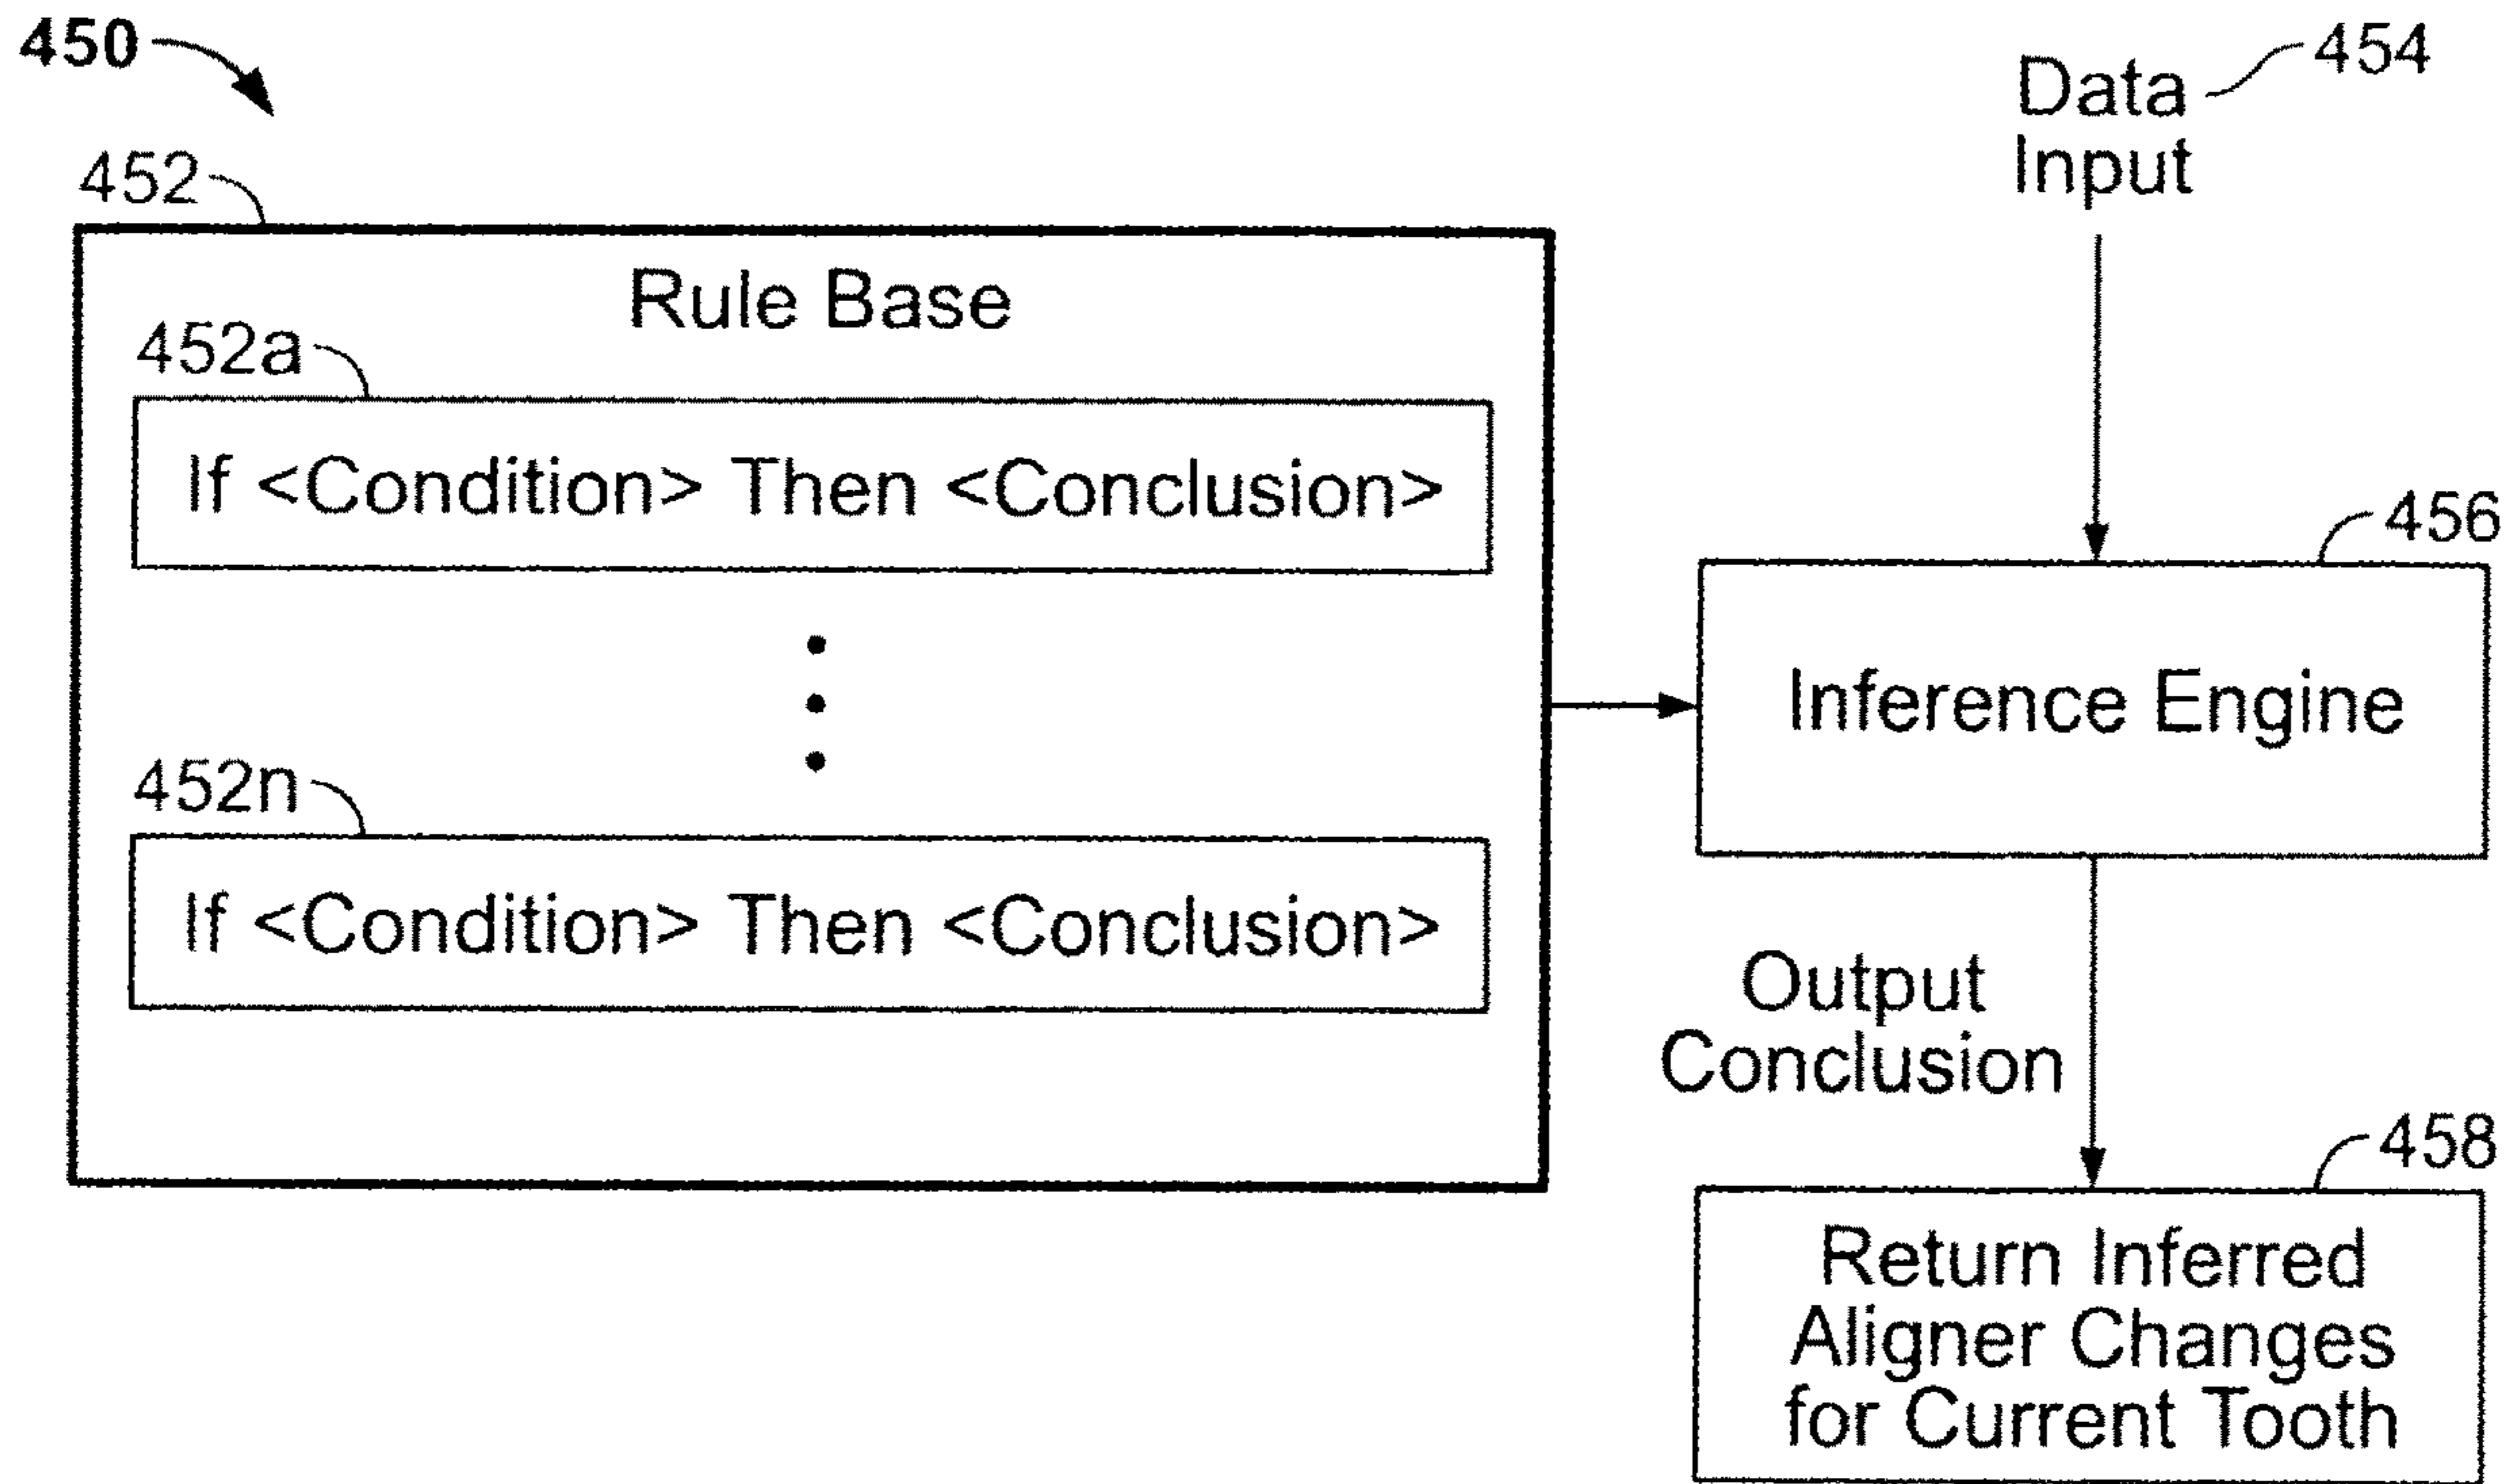 450
454
Data
Input
452
Rule Base
452a
If <Condition> Then <Conclusion>
456
Inference Engine
452n
If <Condition> Then <Conclusion>
Output
Conclusion
458
Return Inferred
Aligner Changes
for Current Tooth